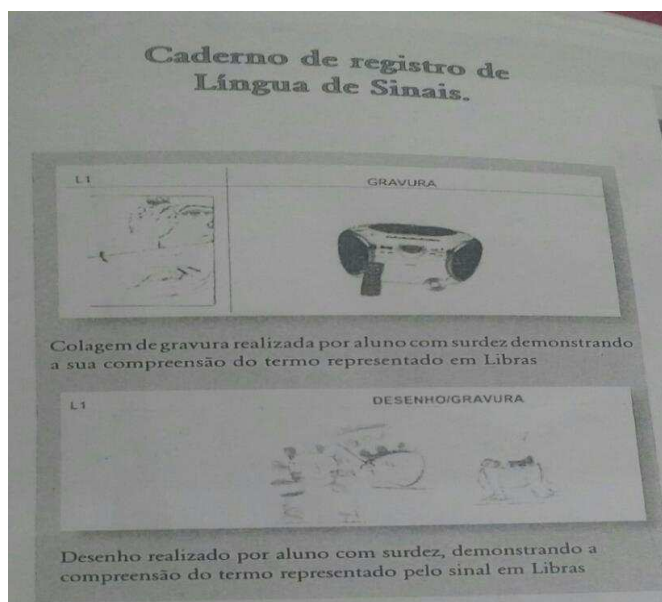 Caderno de registro de
Língua de Sinais.
L1
GRAVURA
Colagem de gravura realizada por aluno com surdez demonstrando
a sua compreensão do termo representado em Libras
L1
DESENHO/GRAVURA
Desenho realizado por aluno com surdez, demonstrando a
compreensão do termo representado pelo sinal em Libras